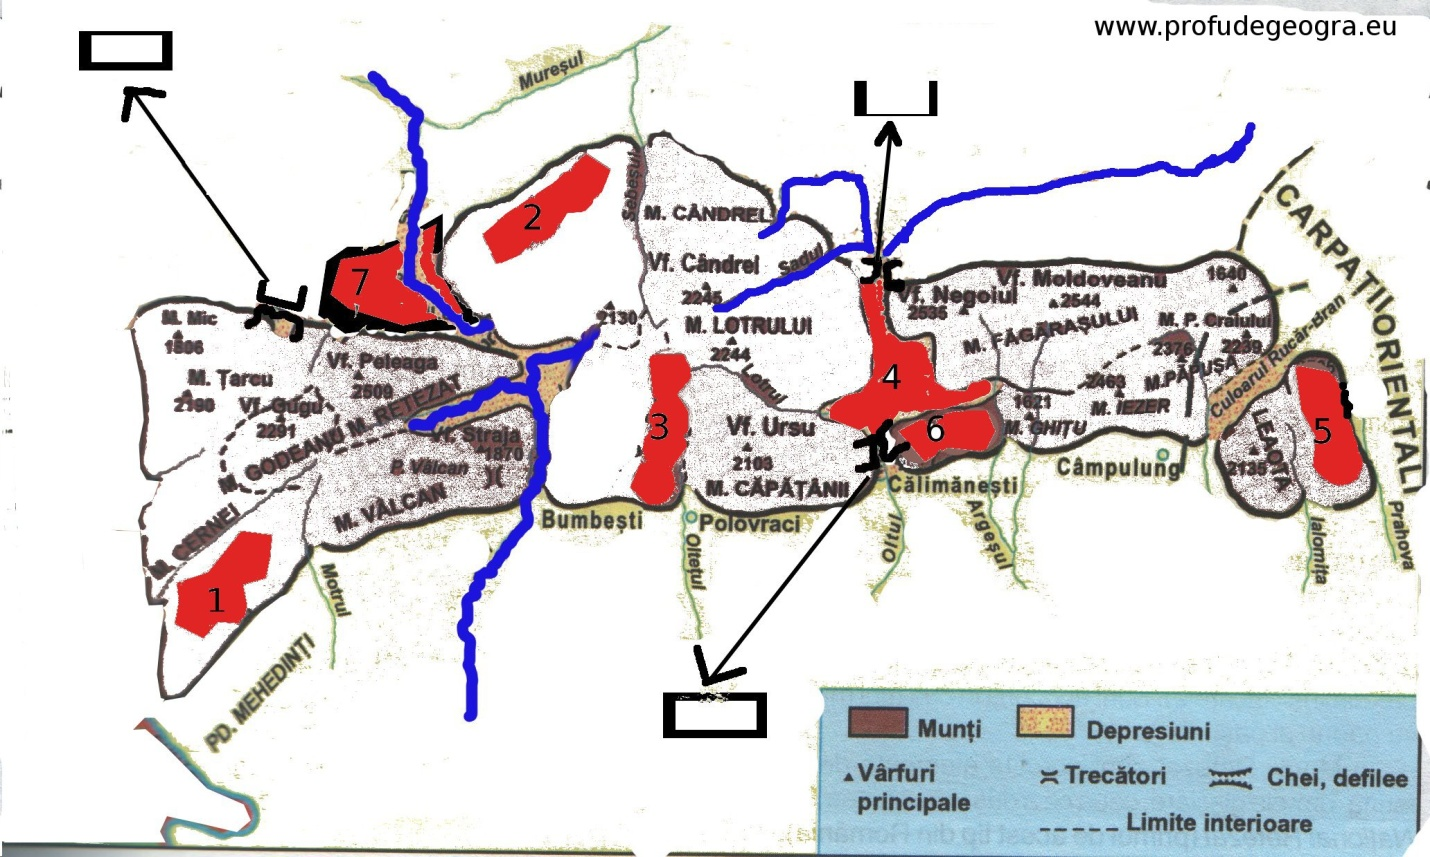 www.profudegeogra.eu
Mureșul
Sebeșul
M. CÂNDREL
Vf. Cândrel
2245
Sadul
M. LOTRULUI
2244
Lotrul
2130
2
7
M. Mic
1806
M. Țarcu
2190
Vf. Peleaga
2509
Vf. Gugu
2291
M. GODEANU
M. RETEZAT
Vf. Straja
1870
P. Vâlcan
M. VÂLCAN
CERNEI
1
Motrul
PD. MEHEDINȚI
Bumbești
3
Vf. Ursu
2103
M. CĂPĂȚÂNII
Polovraci
Oltețul
4
6
Vf. Negoiul
2535
Vf. Moldoveanu
2544
M. FĂGĂRAȘULUI
1640
M. P. Craiului
2239
2376
M. PĂPUȘA
2463
M. IEZER
1621
M. GHIȚU
Câmpulung
Călimănești
Oltul
Argeșul
Culoarul Rucăr-Bran
LEAOTA
2135
5
Ialomița
Prahova
CARPAȚII ORIENTALI
Munți
Depresiuni
Vârfuri
principale
Trecători
Chei, defilee
Limite interioare